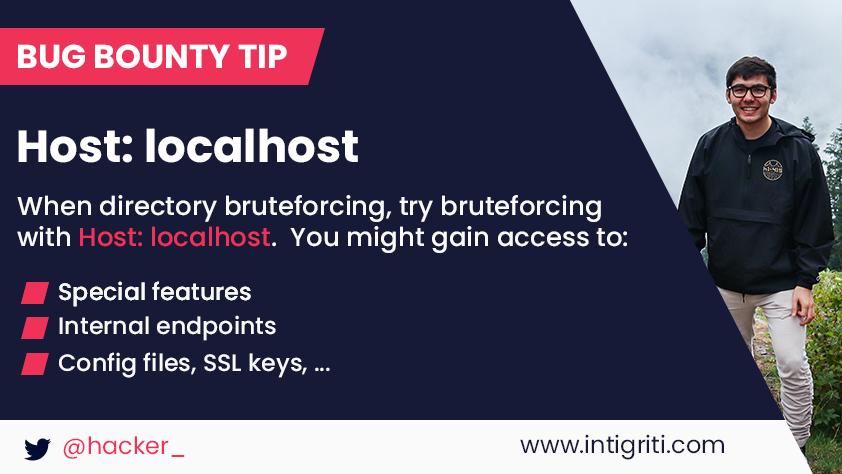 BUG BOUNTY TIP
Host: localhost
When directory bruteforcing, try bruteforcing
with Host: localhost. You might gain access to:
Special features
Internal endpoints
Config files, SSL keys, ...
@hacker_
www.intigriti.com